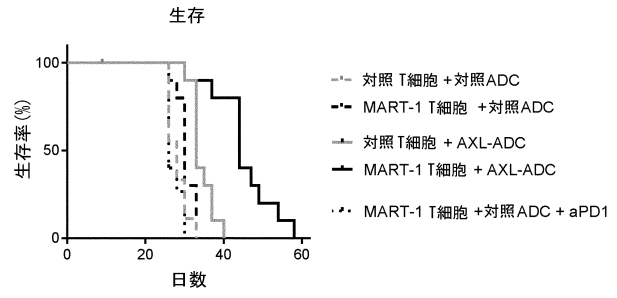 生存
生存率(%)
100
50
0
0
20
40
60
日数
対照 T細胞 +対照ADC
MART-1 T細胞 +対照ADC
対照 T細胞 + AXL-ADC
MART-1 T細胞 + AXL-ADC
MART-1 T細胞 +対照ADC + aPD1